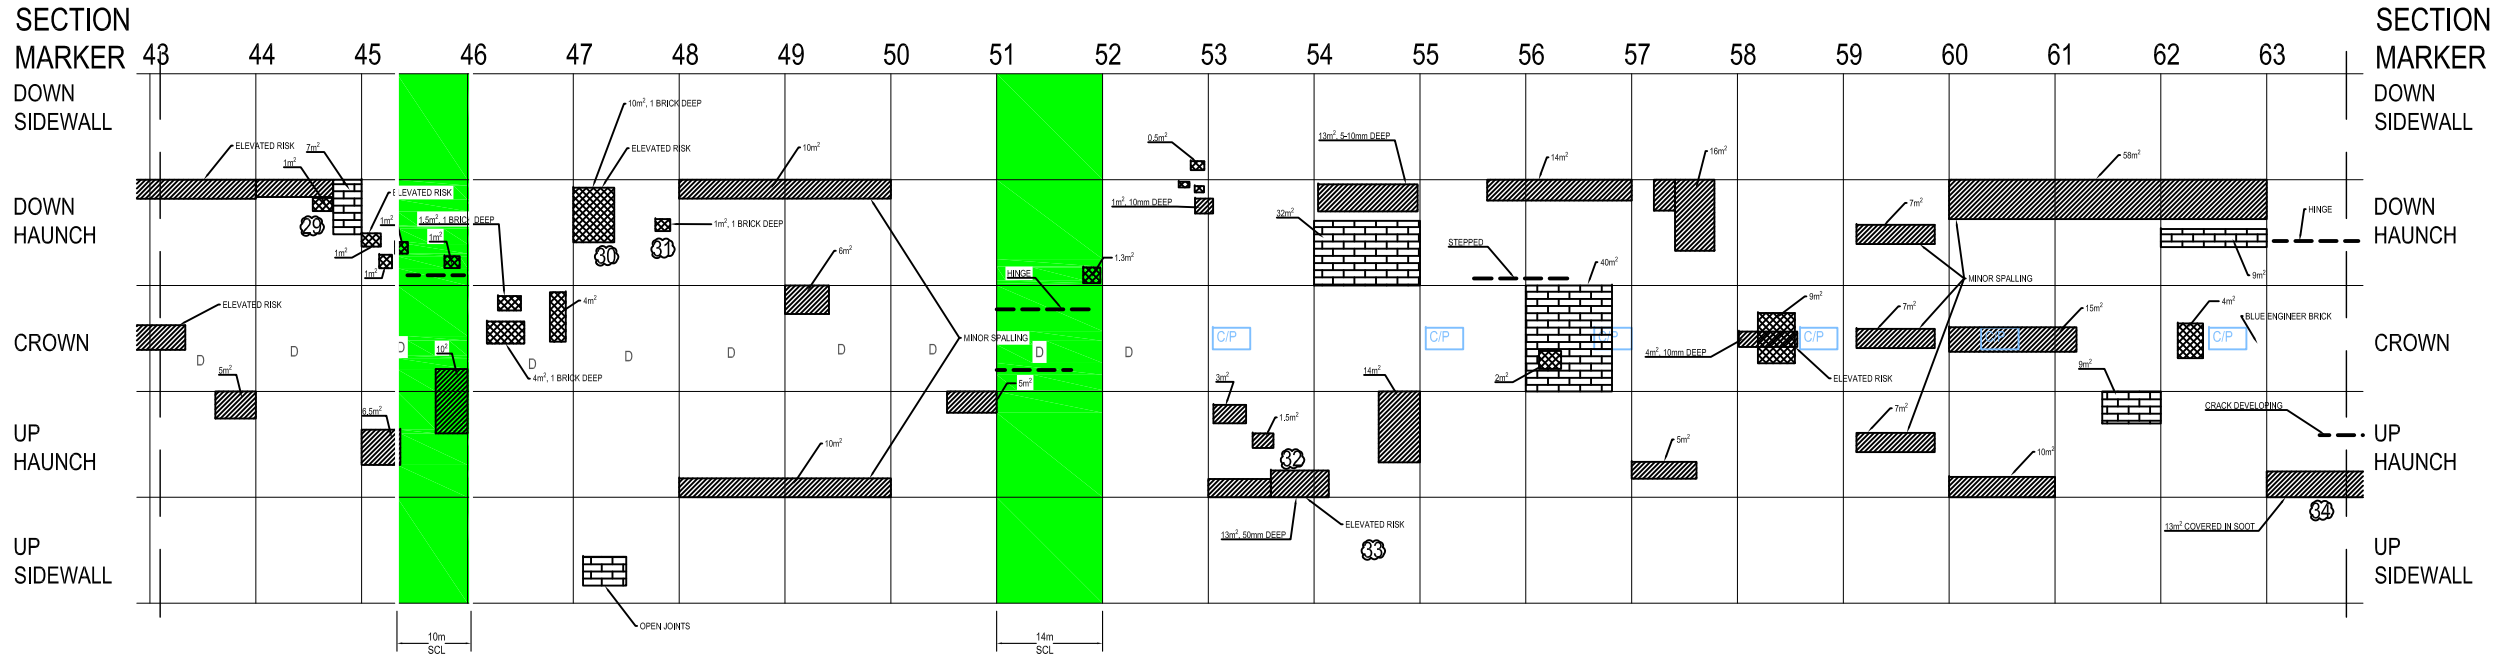 SECTION
MARKER 43 44 45 46 47 48 49 50 51 52 53 54 55 56 57 58 59 60 61 62 63 SECTION
MARKER
DOWN
SIDEWALL
DOWN
SIDEWALL
10m², 1 BRICK DEEP
ELEVATED RISK
7m²
1m²
ELEVATED RISK
10m²
0.5m²
13m², 5-10mm DEEP
14m²
16m²
58m²
DOWN
HAUNCH
DOWN
HAUNCH
ELEVATED RISK
29
1m²
1.5m², 1 BRICK DEEP
1m²
1m²
1m²
30
31
1m², 1 BRICK DEEP
6m²
1m², 10mm DEEP
32m²
HINGE
1.3m²
STEPPED
40m²
7m²
HINGE
9m²
MINOR SPALLING
CROWN
CROWN
ELEVATED RISK
D
D
D
D
D
D
D
D
D
D
4m²
10²
4m², 1 BRICK DEEP
MINOR SPALLING
C/P
C/P
C/P
C/P
C/P
C/P
2m²
4m², 10mm DEEP
9m²
ELEVATED RISK
7m²
15m²
4m²
BLUE ENGINEER BRICK
5m²
UP
HAUNCH
UP
HAUNCH
6.5m²
10m²
5m²
3m²
1.5m²
32
14m²
5m²
7m²
9m²
CRACK DEVELOPING
10m²
UP
SIDEWALL
UP
SIDEWALL
OPEN JOINTS
13m², 50mm DEEP
ELEVATED RISK
33
34
13m² COVERED IN SOOT
10m
SCL
14m
SCL